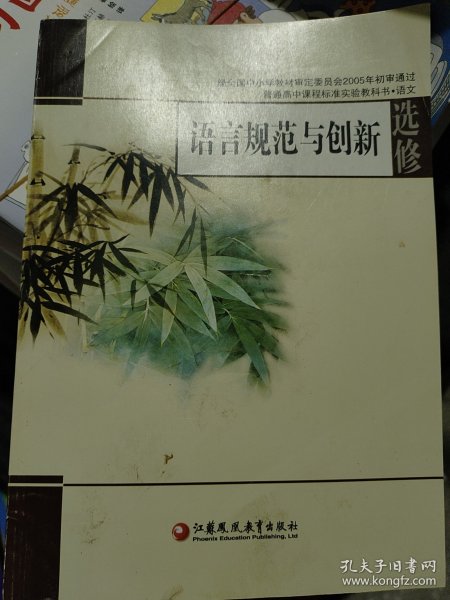 经全国中小学教材审定委员会2005年初审通过
普通高中课程标准实验教科书·语文
语言规范与创新
选修
江苏凤凰教育出版社
Phoenix Education Publishing, Ltd
孔夫子旧书网
www.kongfz.com